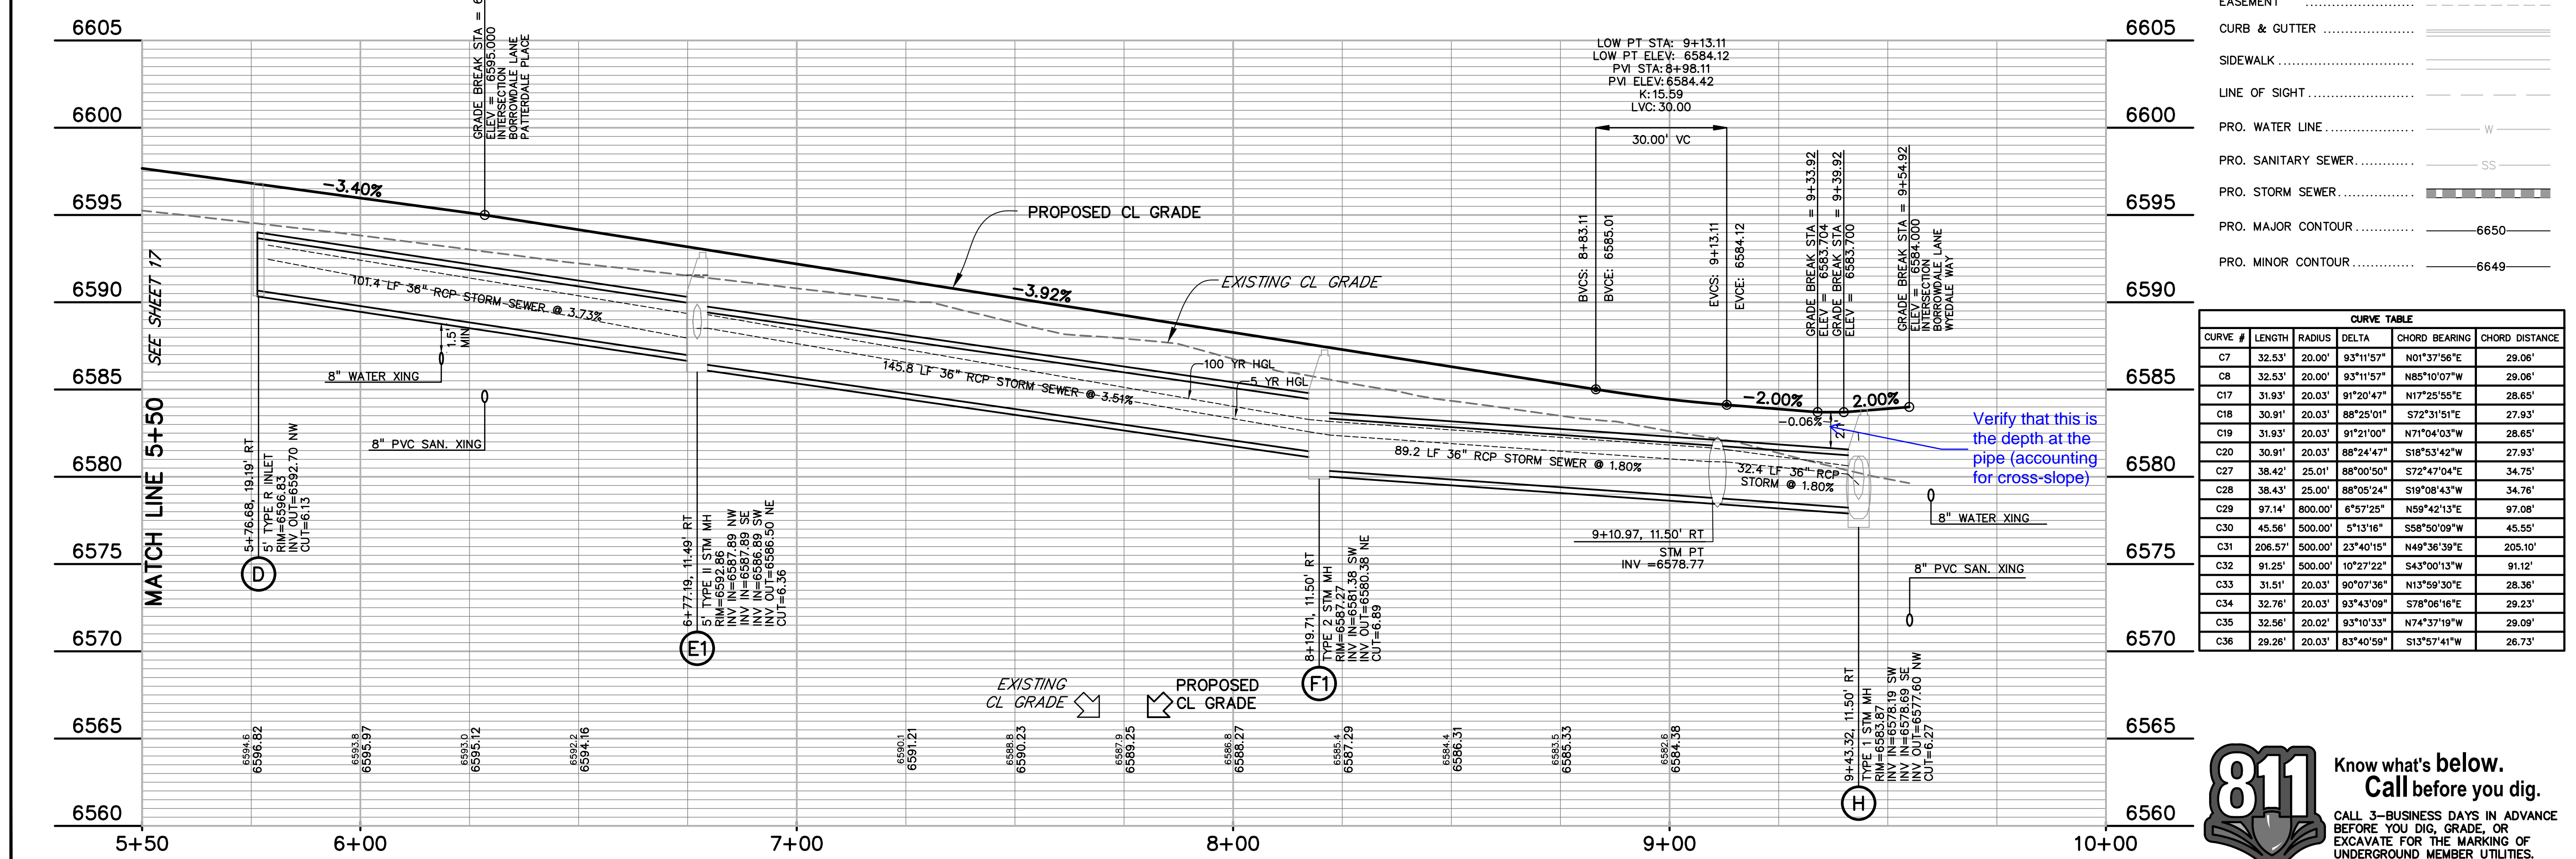 6605
6600
6595
6590
6585
6580
6575
6570
6565
6560
MATCH LINE 5+50
SEE SHEET 17
GRADE BREAK STA = 6
ELEV = 6595.000
INTERSECTION
BORROWDALE LANE
PATTERDALE PLACE
-3.40%
PROPOSED CL GRADE
EXISTING CL GRADE
-3.92%
101.4 LF 36" RCP STORM SEWER @ 3.73%
1.5'
MIN
8" WATER XING
8" PVC SAN. XING
145.8 LF 36" RCP STORM SEWER @ 3.51%
100 YR HGL
5 YR HGL
LOW PT STA: 9+13.11
LOW PT ELEV: 6584.12
PVI STA: 8+98.11
PVI ELEV: 6584.42
K: 15.59
LVC: 30.00
30.00' VC
BVCS: 8+83.11
BVCE: 6585.01
EVCS: 9+13.11
EVCE: 6584.12
GRADE BREAK STA = 9+33.92
ELEV = 6583.704
GRADE BREAK STA = 9+39.92
ELEV = 6583.700
GRADE BREAK STA = 9+54.92
ELEV = 6584.000
INTERSECTION
BORROWDALE LANE
WYEDALE WAY
-2.00%
2.00%
-0.06%
Verify that this is
the depth at the
pipe (accounting
for cross-slope)
89.2 LF 36" RCP STORM SEWER @ 1.80%
32.4 LF 36" RCP
STORM @ 1.80%
9+10.97, 11.50' RT
STM PT
INV =6578.77
8" WATER XING
8" PVC SAN. XING
5+76.68, 19.19' RT
5' TYPE R INLET
RIM=6596.83
INV OUT=6592.70 NW
CUT=6.13
D
6+77.19, 11.49' RT
5' TYPE II STM MH
RIM=6592.86
INV IN=6587.89 NW
INV IN=6587.89 SE
INV IN=6586.89 SW
INV OUT=6586.50 NE
CUT=6.36
E1
8+19.71, 11.50' RT
TYPE 2 STM MH
RIM=6587.27
INV IN=6581.38 SW
INV OUT=6580.38 NE
CUT=6.89
F1
9+43.32, 11.50' RT
TYPE 1 STM MH
RIM=6583.87
INV IN=6578.19 SW
INV IN=6578.69 SE
INV OUT=6577.60 NW
CUT=6.27
H
EXISTING
CL GRADE
PROPOSED
CL GRADE
6594.6
6596.82
6593.8
6595.97
6593.0
6595.12
6592.2
6594.16
6590.1
6591.21
6588.8
6590.23
6587.9
6589.25
6586.8
6588.27
6585.4
6587.29
6584.4
6586.31
6583.5
6585.33
6582.6
6584.38
5+50
6+00
7+00
8+00
9+00
10+00
6605
6600
6595
6590
6585
6580
6575
6570
6565
6560
EASEMENT
CURB & GUTTER
SIDEWALK
LINE OF SIGHT
PRO. WATER LINE W
PRO. SANITARY SEWER SS
PRO. STORM SEWER
PRO. MAJOR CONTOUR 6650
PRO. MINOR CONTOUR 6649
CURVE TABLE
CURVE # LENGTH RADIUS DELTA CHORD BEARING CHORD DISTANCE
C7 32.53' 20.00' 93°11'57" N01°37'56"E 29.06'
C8 32.53' 20.00' 93°11'57" N85°10'07"W 29.06'
C17 31.93' 20.03' 91°20'47" N17°25'55"E 28.65'
C18 30.91' 20.03' 88°25'01" S72°31'51"E 27.93'
C19 31.93' 20.03' 91°21'00" N71°04'03"W 28.65'
C20 30.91' 20.03' 88°24'47" S18°53'42"W 27.93'
C27 38.42' 25.01' 88°00'50" S72°47'04"E 34.75'
C28 38.43' 25.00' 88°05'24" S19°08'43"W 34.76'
C29 97.14' 800.00' 6°57'25" N59°42'13"E 97.08'
C30 45.56' 500.00' 5°13'16" S58°50'09"W 45.55'
C31 206.57' 500.00' 23°40'15" N49°36'39"E 205.10'
C32 91.25' 500.00' 10°27'22" S43°00'13"W 91.12'
C33 31.51' 20.03' 90°07'36" N13°59'30"E 28.36'
C34 32.76' 20.03' 93°43'09" S78°06'16"E 29.23'
C35 32.56' 20.02' 93°10'33" N74°37'19"W 29.09'
C36 29.26' 20.03' 83°40'59" S13°57'41"W 26.73'
811
Know what's below.
Call before you dig.
CALL 3-BUSINESS DAYS IN ADVANCE
BEFORE YOU DIG, GRADE, OR
EXCAVATE FOR THE MARKING OF
UNDERGROUND MEMBER UTILITIES.